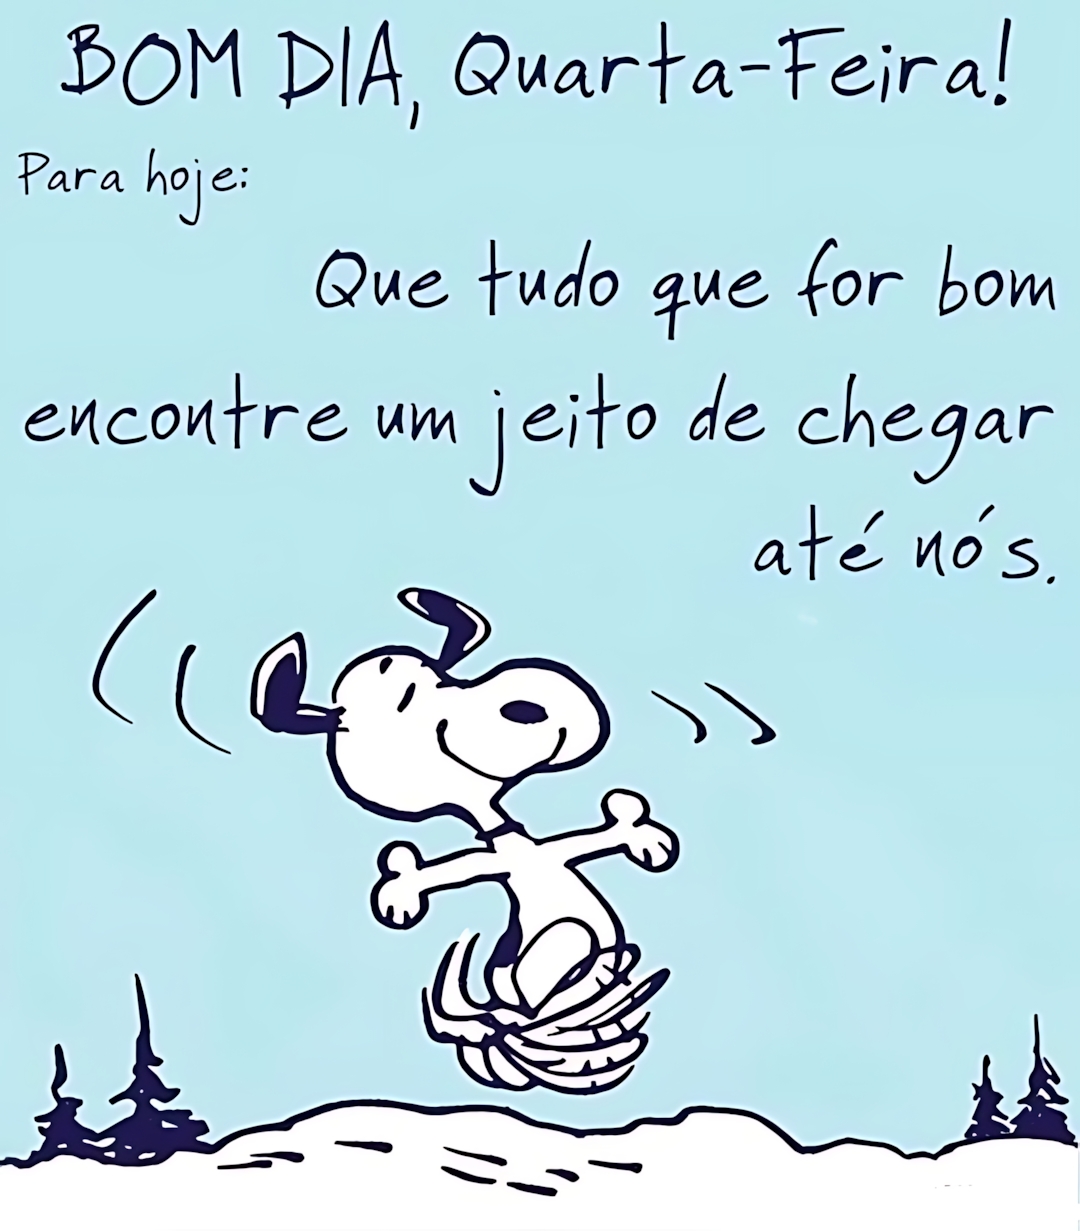 BOM DIA, Quarta-Feira!
Para hoje:
Que tudo que for bom
encontre um jeito de chegar
até nós.